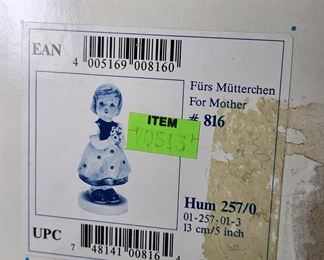 EAN
4 005169 008160
Fürs Mütterchen
For Mother
# 816
ITEM
70513
Hum 257/0
01-257-01-3
13 cm/5 inch
UPC
7 48141 00816 4